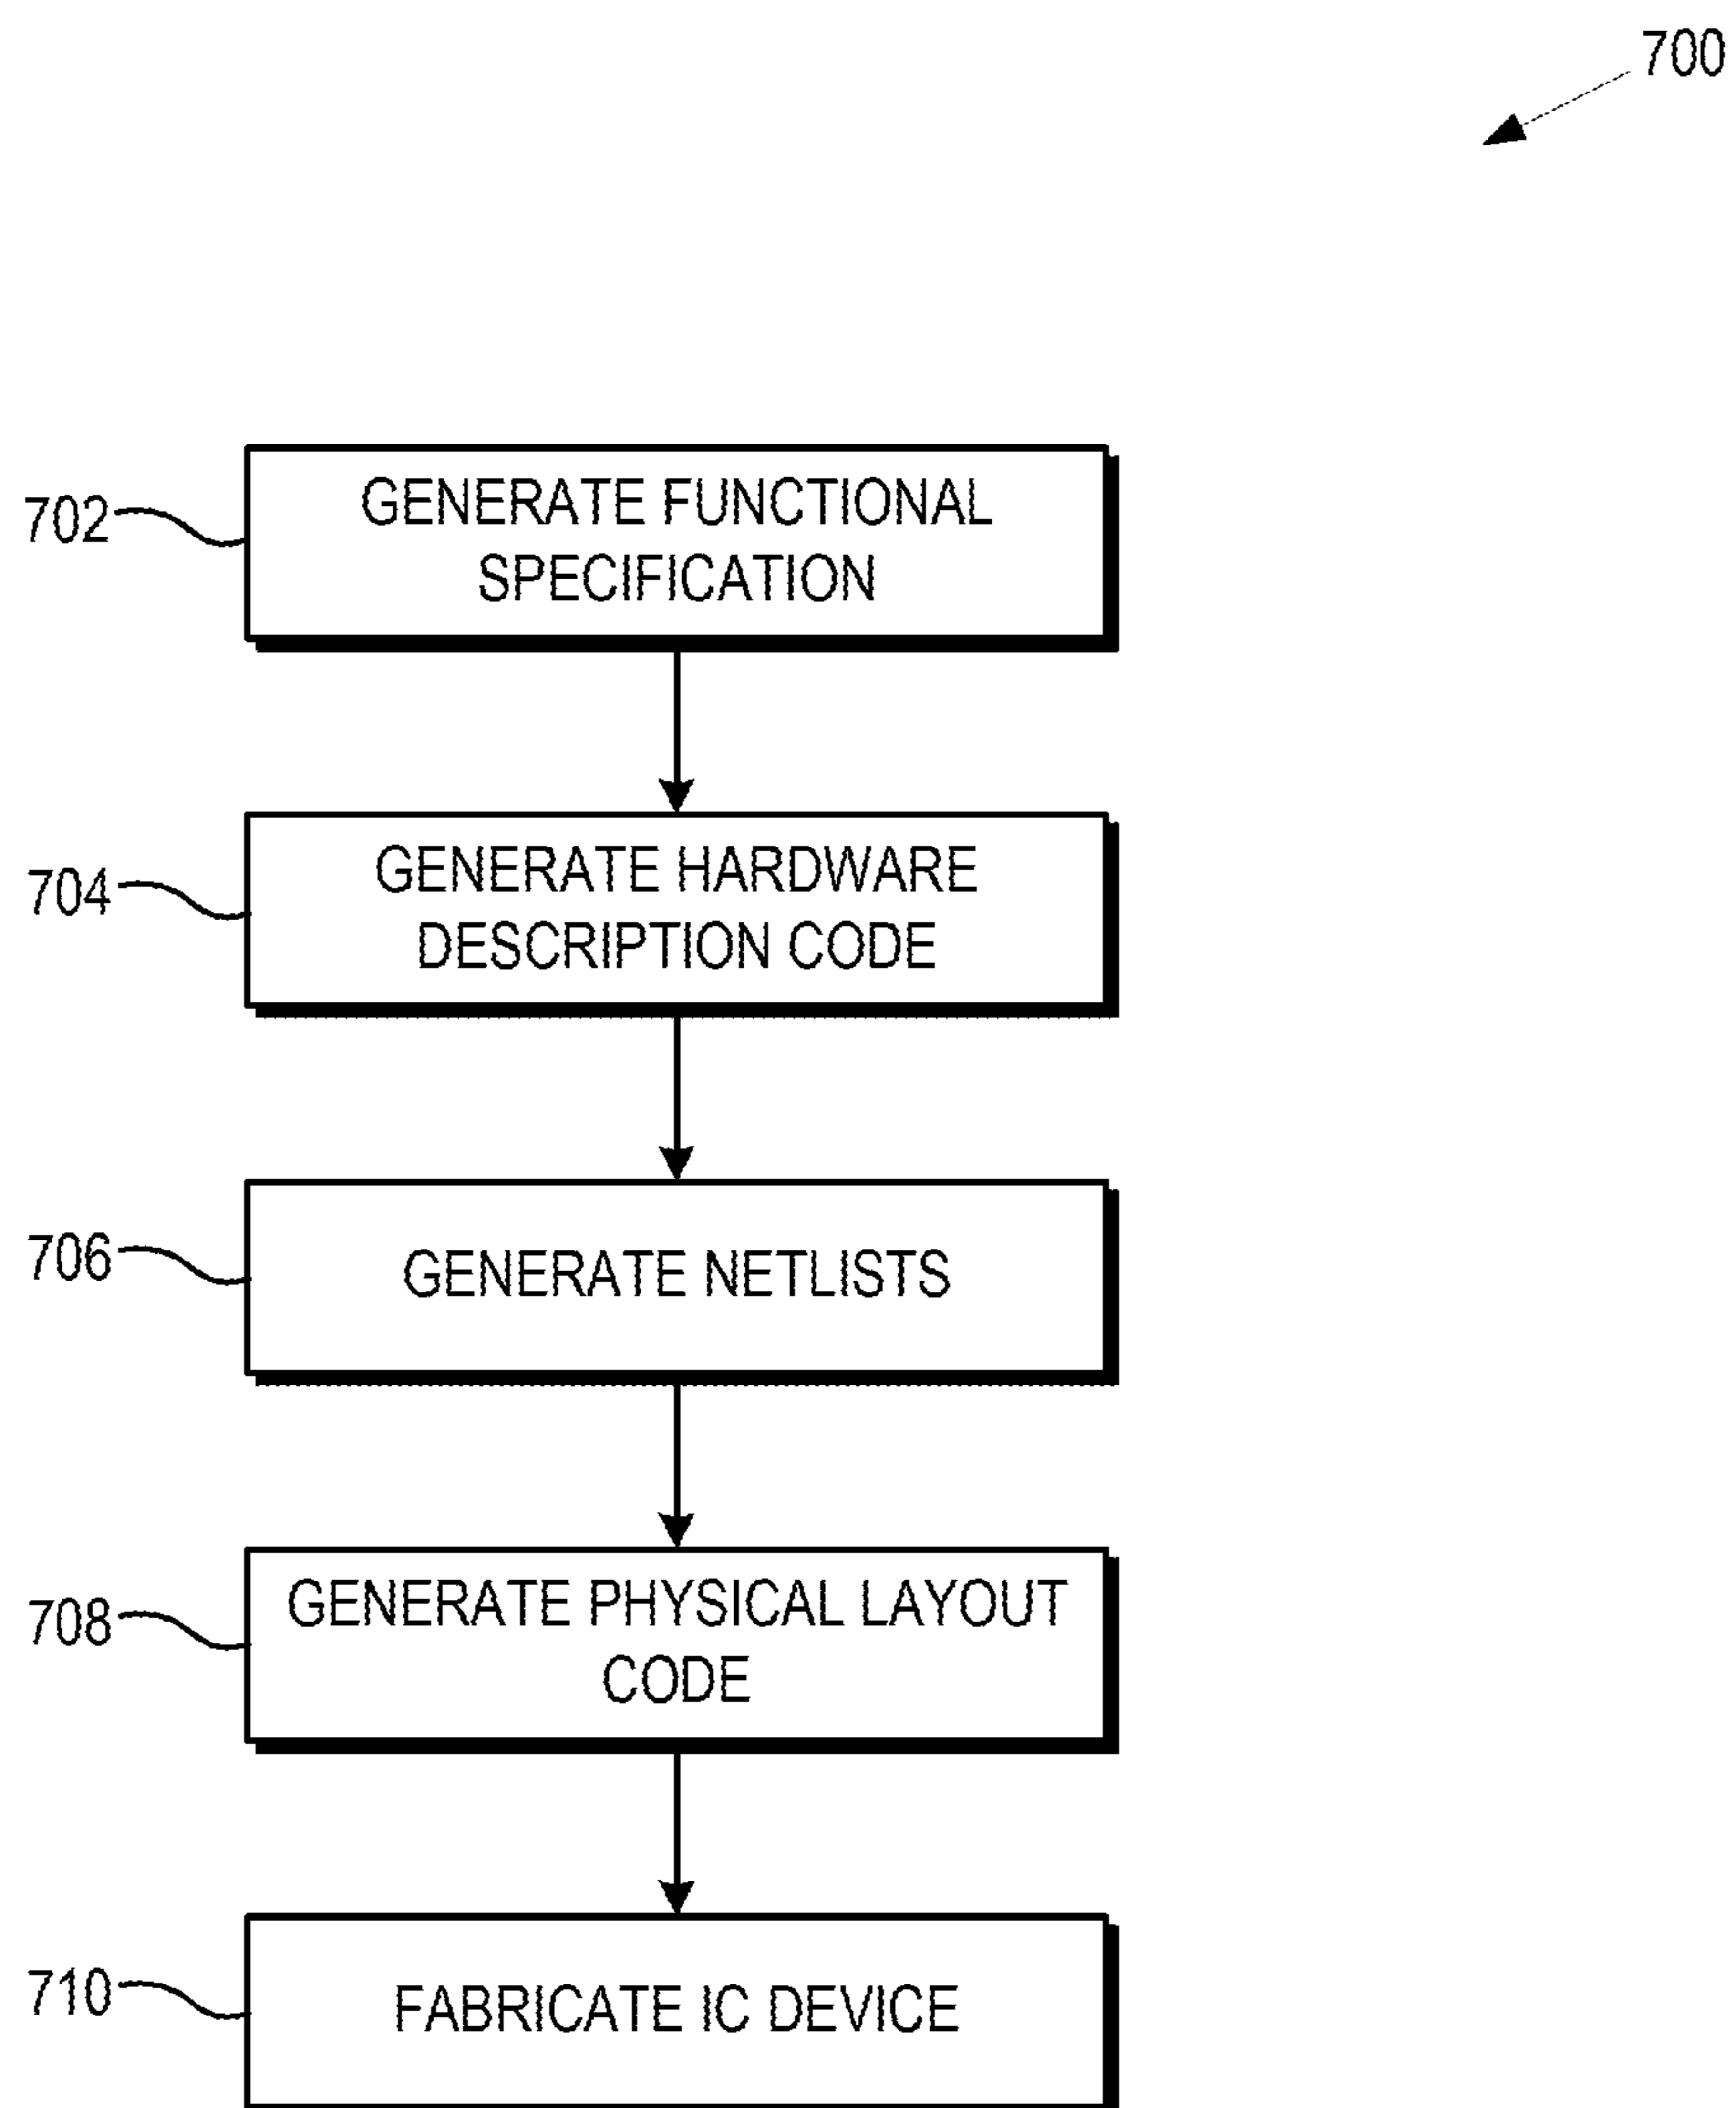 700
702
GENERATE FUNCTIONAL
SPECIFICATION
704
GENERATE HARDWARE
DESCRIPTION CODE
706
GENERATE NETLISTS
708
GENERATE PHYSICAL LAYOUT
CODE
710
FABRICATE IC DEVICE